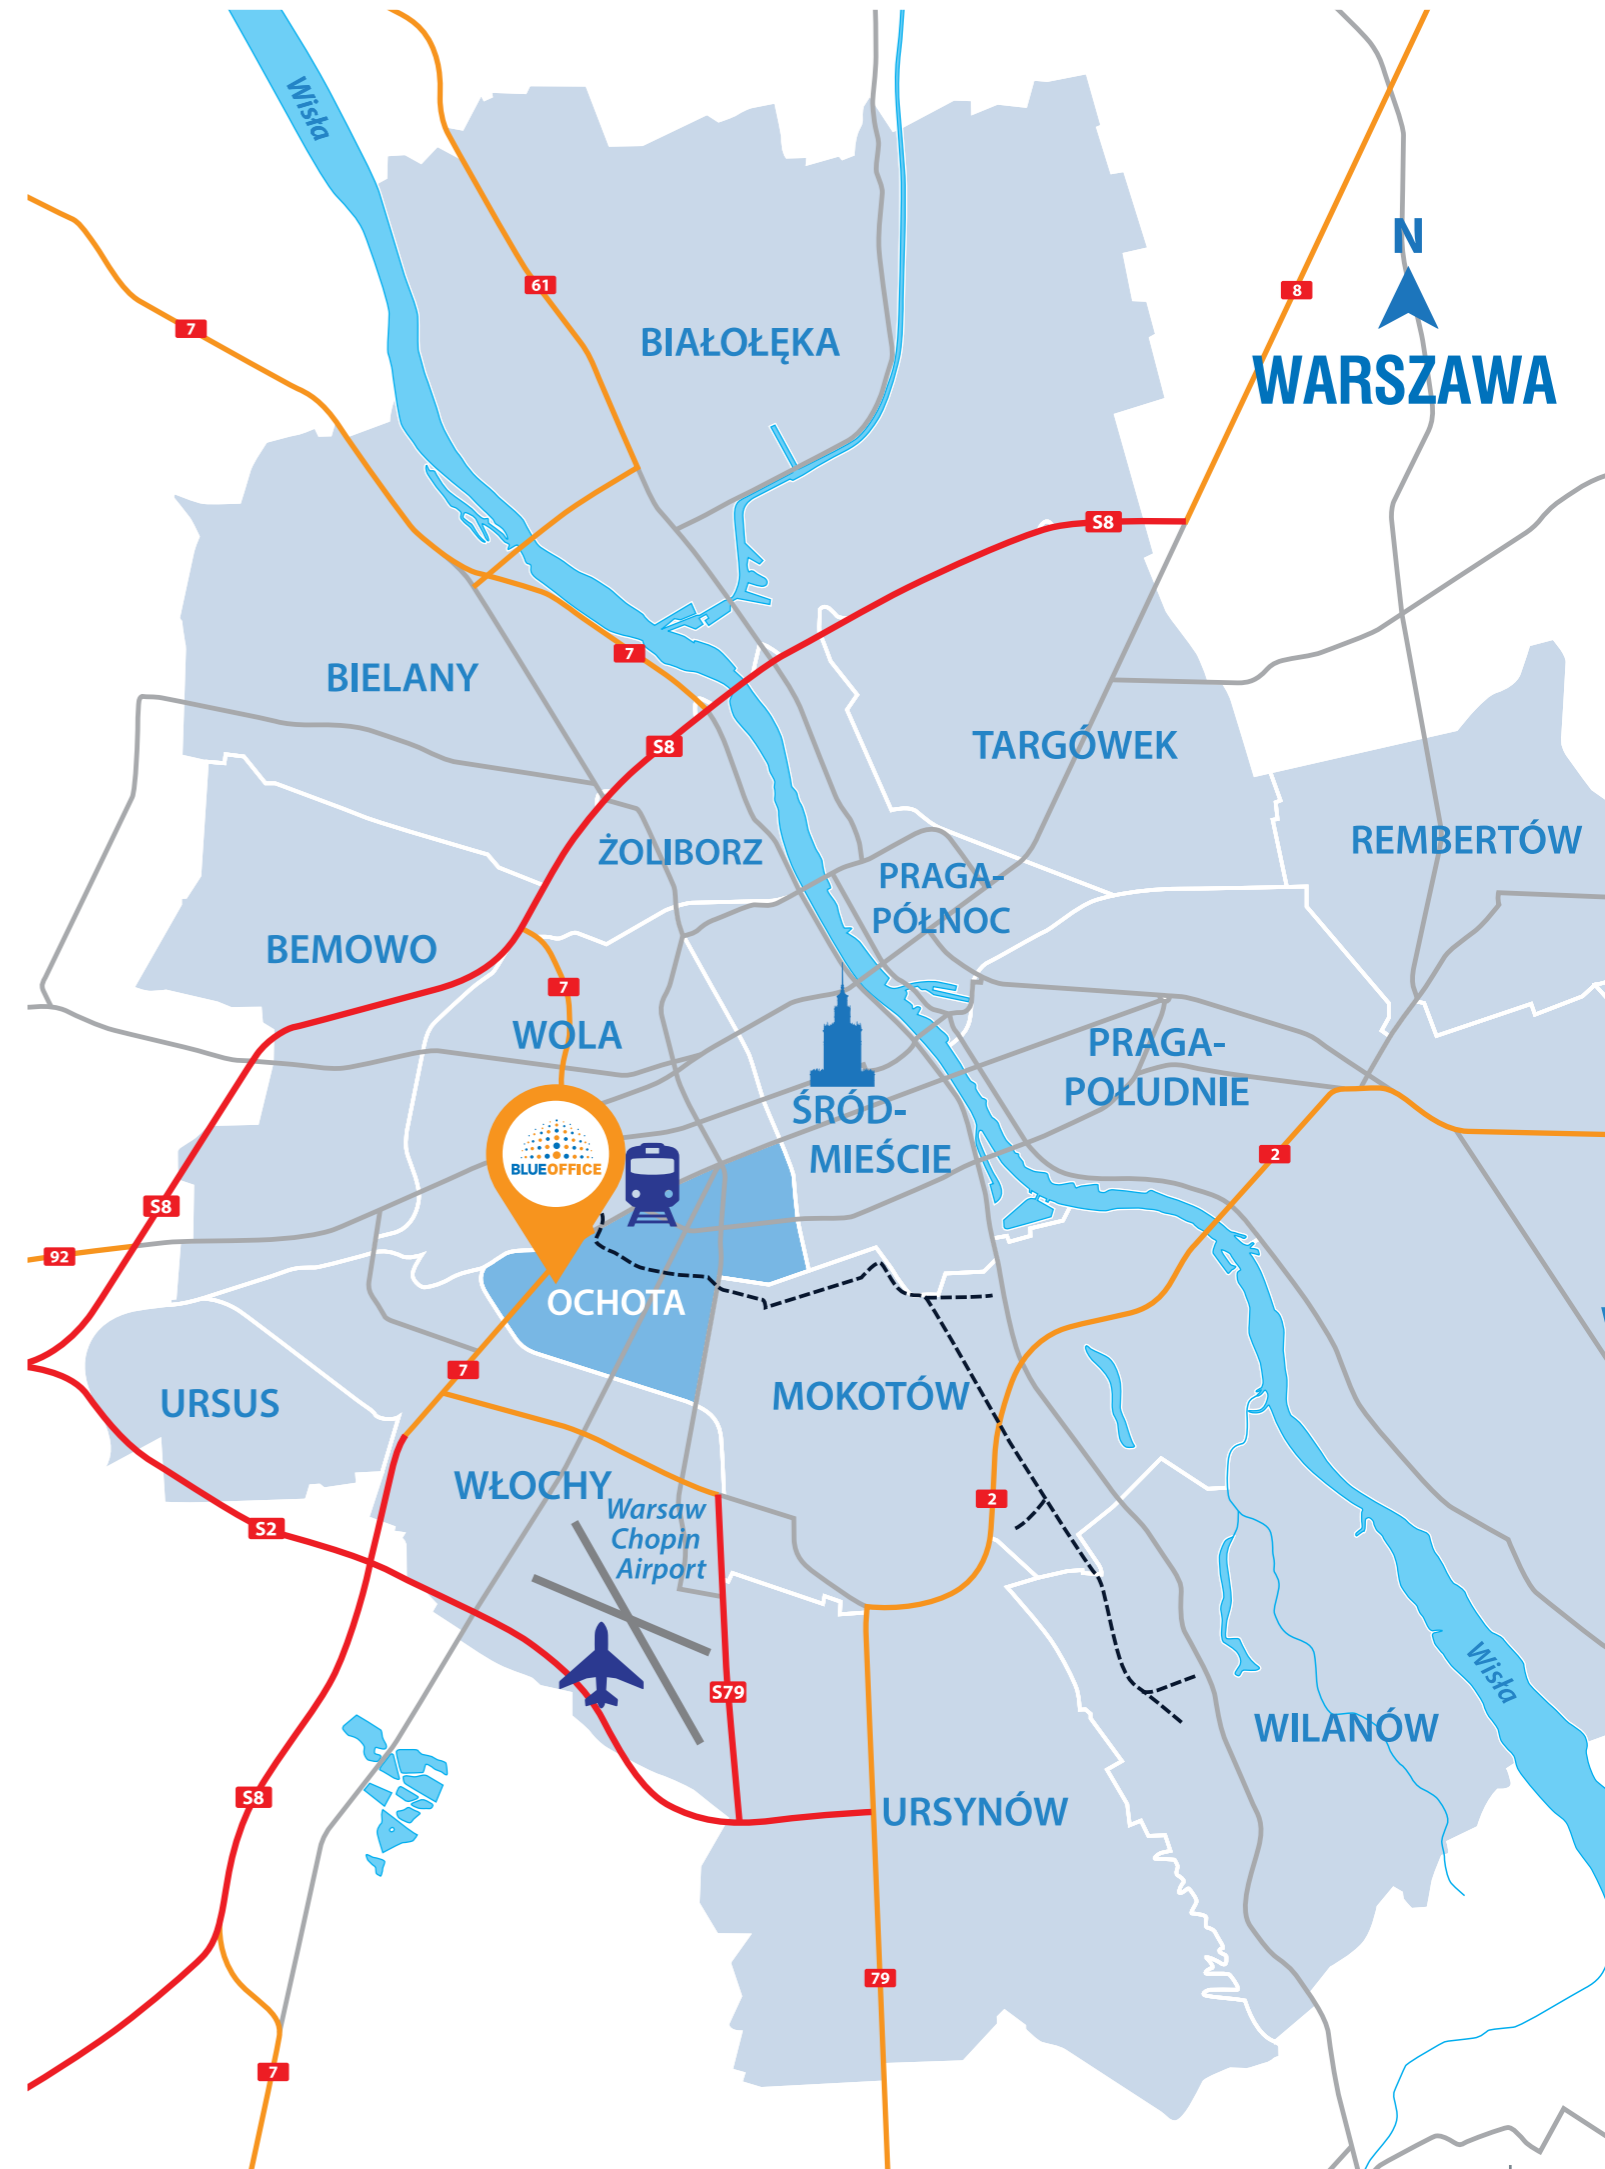 Wisła
61
N
8
7
BIAŁOŁĘKA
WARSZAWA
S8
7
BIELANY
S8
TARGÓWEK
ŻOLIBORZ
REMBERTÓW
PRAGA-
PÓŁNOC
BEMOWO
7
WOLA
PRAGA-
POŁUDNIE
ŚRÓD-
MIEŚCIE
BLUEOFFICE
2
S8
92
OCHOTA
7
URSUS
MOKOTÓW
WŁOCHY
2
Warsaw
Chopin
Airport
S2
Wisła
S79
WILANÓW
S8
URSYNÓW
79
7